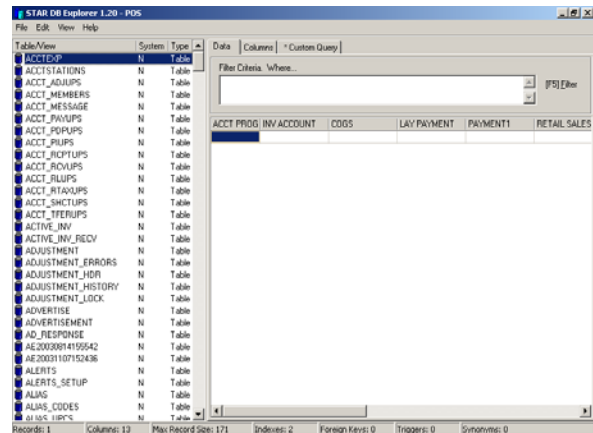 STAR DB Explorer 1.20 - POS
File Edit View Help
Table/View System Type
ACCTEXP N Table
ACCTSTATIONS N Table
ACCT_ADJUPS N Table
ACCT_MEMBERS N Table
ACCT_MESSAGE N Table
ACCT_PAYUPS N Table
ACCT_PDPUPS N Table
ACCT_PIUPS N Table
ACCT_RCPTUPS N Table
ACCT_RCVUPS N Table
ACCT_RLUPS N Table
ACCT_RTAXUPS N Table
ACCT_SHCTUPS N Table
ACCT_TFERUPS N Table
ACTIVE_INV N Table
ACTIVE_INV_RECV N Table
ADJUSTMENT N Table
ADJUSTMENT_ERRORS N Table
ADJUSTMENT_HDR N Table
ADJUSTMENT_HISTORY N Table
ADJUSTMENT_LOCK N Table
ADVERTISE N Table
ADVERTISEMENT N Table
AD_RESPONSE N Table
AE20030814155542 N Table
AE20031107152436 N Table
ALERTS N Table
ALERTS_SETUP N Table
ALIAS N Table
ALIAS_CODES N Table
ALIAS_UPCS N Table
Data Columns * Custom Query
Filter Criteria. Where...
[F5] Filter
ACCT PROG INV ACCOUNT COGS LAY PAYMENT PAYMENT1 RETAIL SALES
Records: 1 Columns: 13 Max Record Size: 171 Indexes: 2 Foreign Keys: 0 Triggers: 0 Synonyms: 0